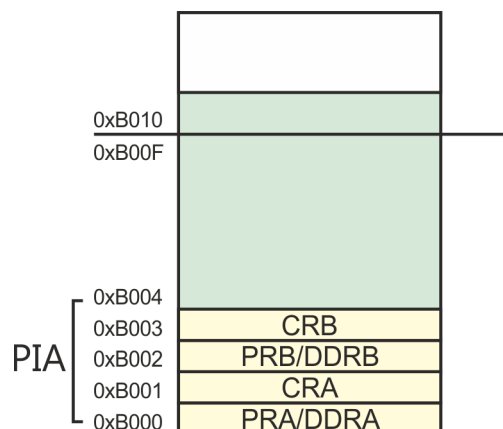 0xB010
0xB00F
0xB004
0xB003 CRB
PIA
0xB002 PRB/DDRB
0xB001 CRA
0xB000 PRA/DDRA